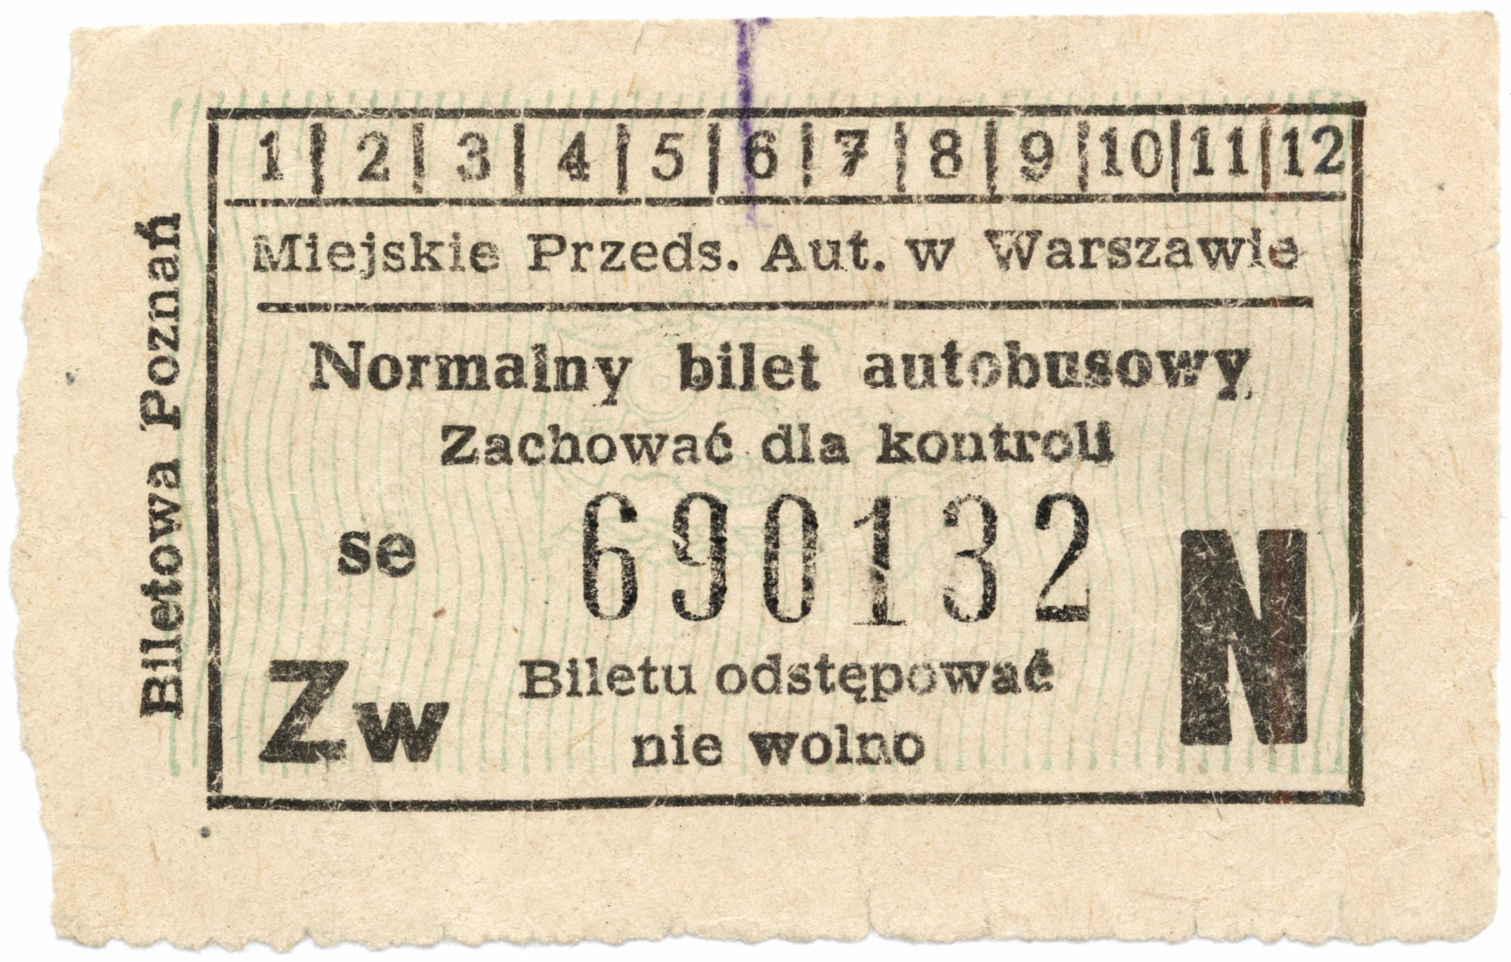 1 | 2 | 3 | 4 | 5 | 6 | 7 | 8 | 9 | 10 | 11 | 12
Miejskie Przeds. Aut. w Warszawie
Normalny bilet autobusowy
Zachować dla kontroli
se 690132
N
Zw
Biletu odstępować
nie wolno
Biletowa Poznań